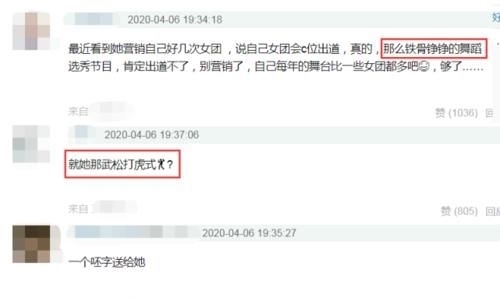 2020-04-06 19:34:18
最近看到她营销自己好几次女团，说自己女团会c位出道，真的，那么铁骨铮铮的舞蹈
选秀节目，肯定出道不了，别营销了，自己每年的舞台比一些女团都多吧😅，够了……
来自
赞 (1036) 回
2020-04-06 19:37:06
就她那武松打虎式💃？
来自
赞 (805) 回应
2020-04-06 19:35:27
一个呸字送给她